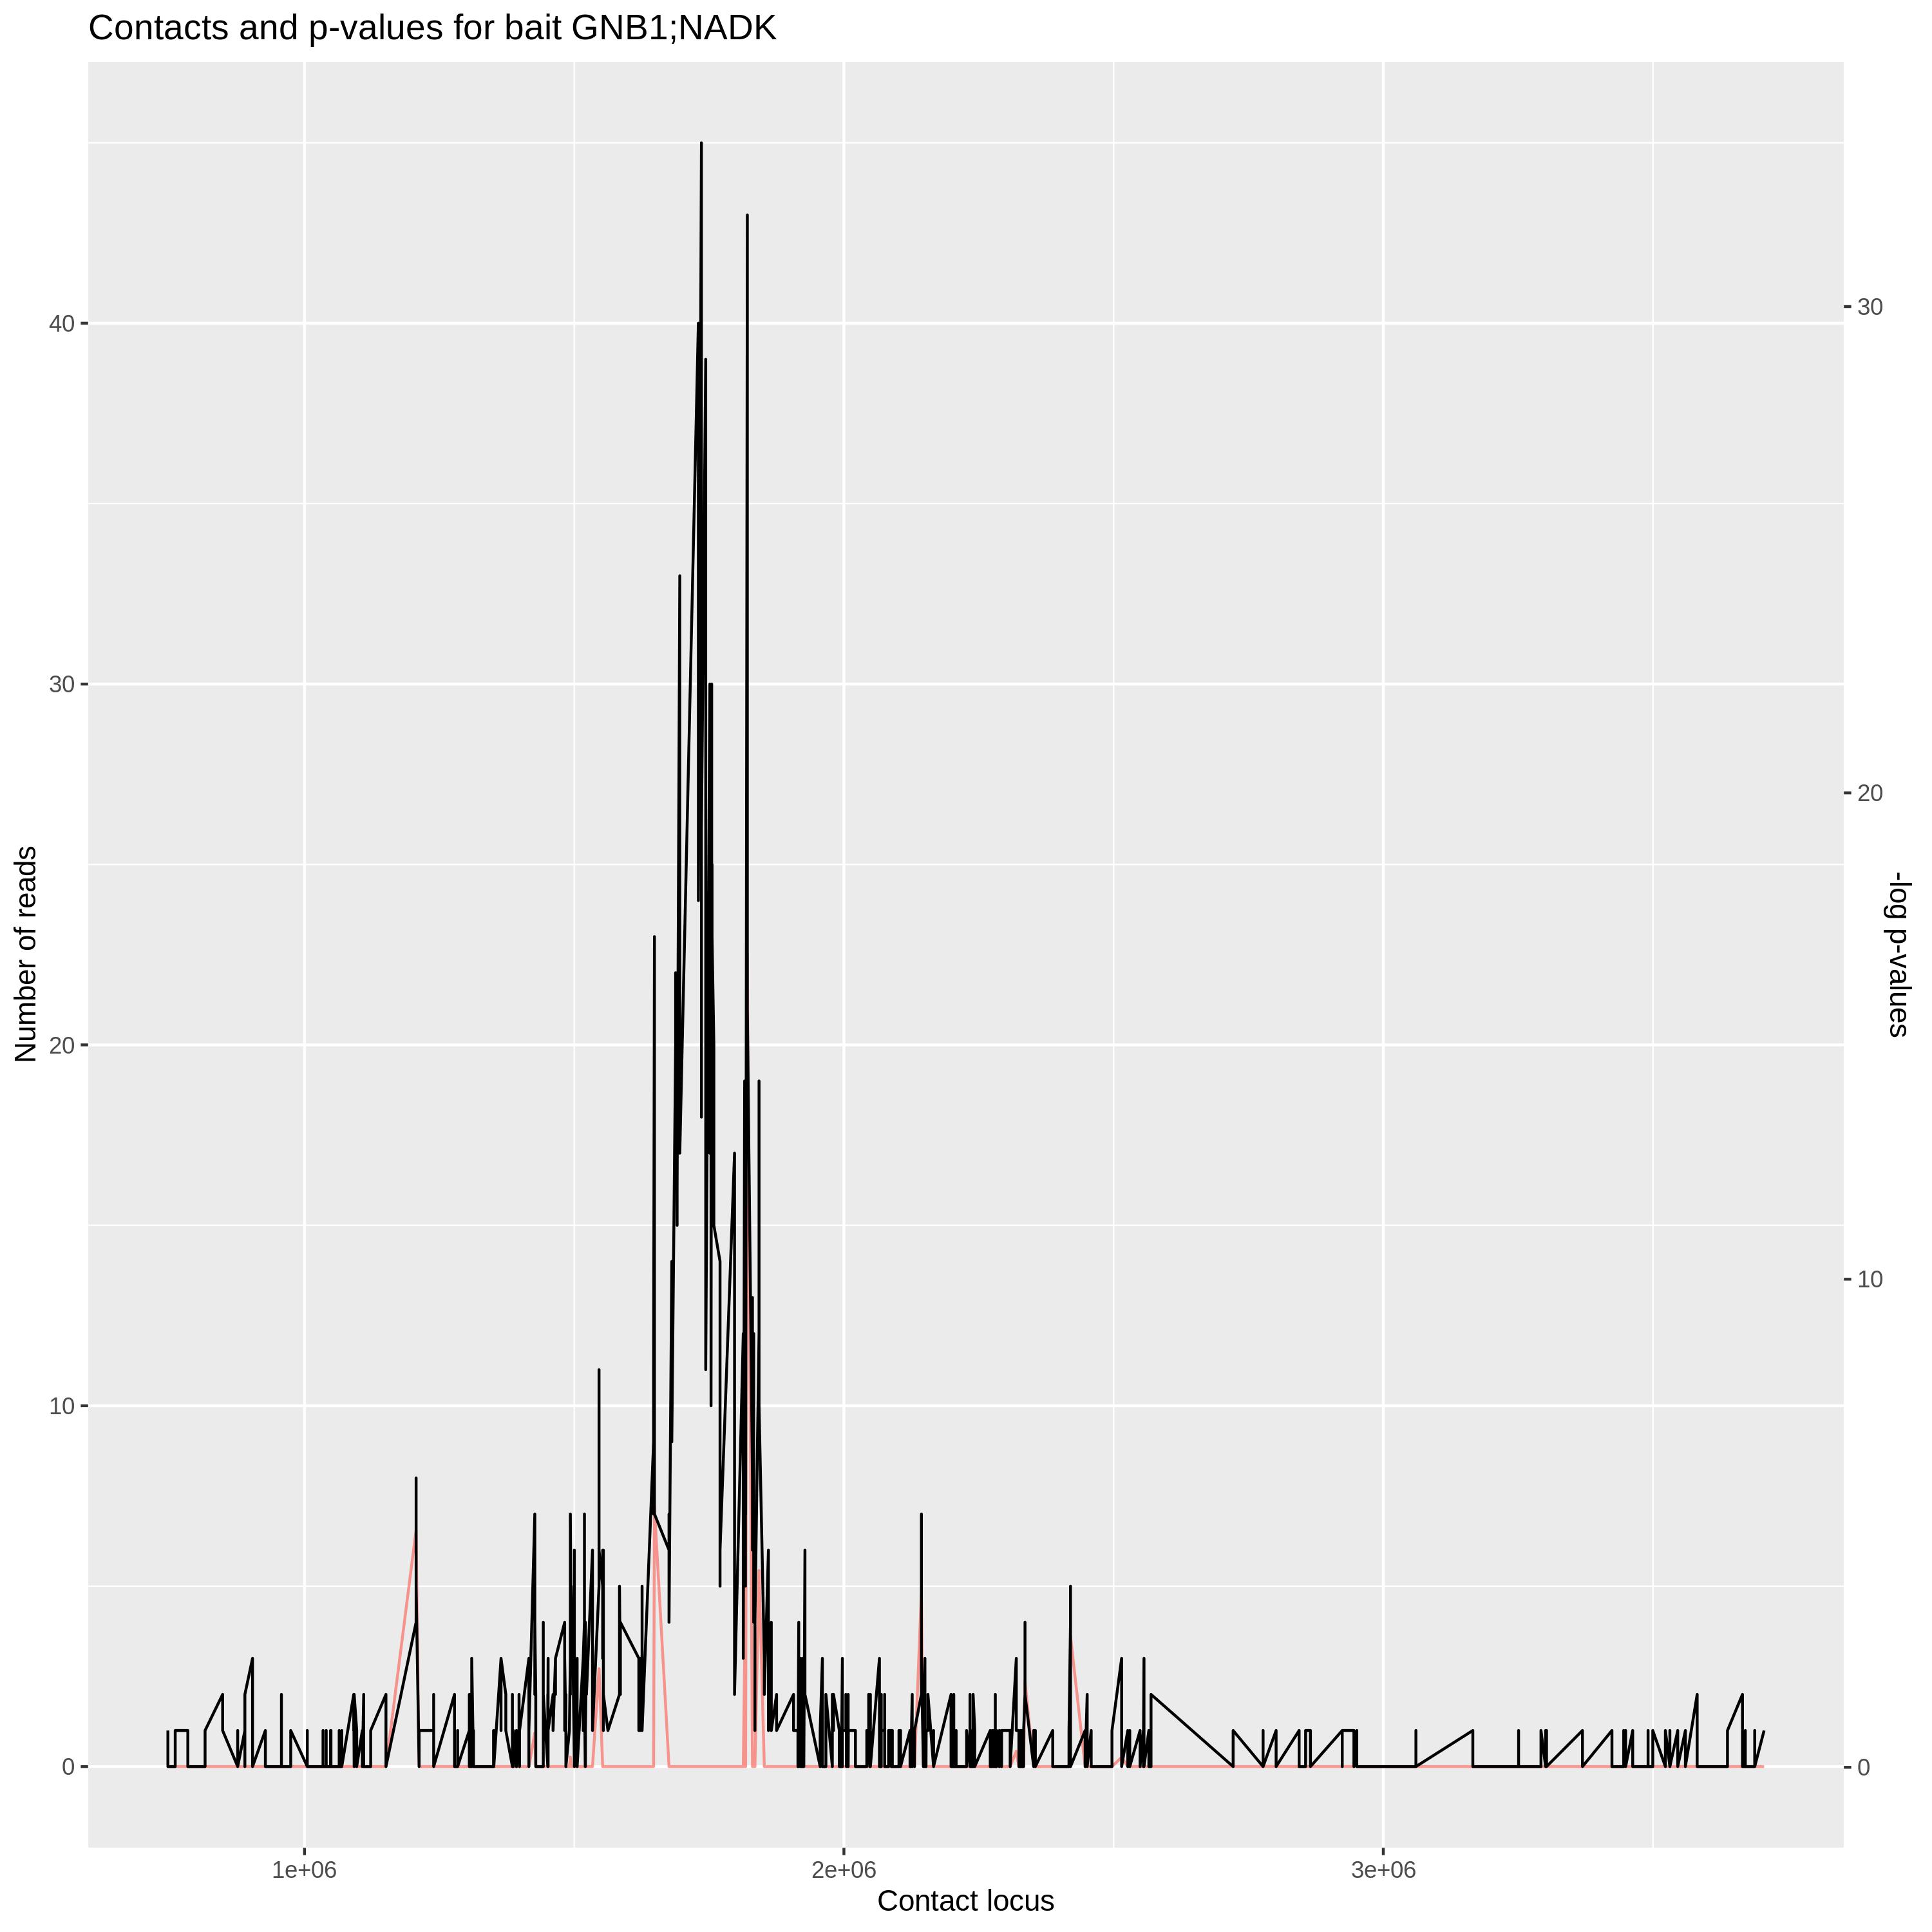 Contacts and p-values for bait GNB1;NADK
Number of reads
40
30
20
10
0
30
20
10
0
-log p-values
1e+06
2e+06
3e+06
Contact locus